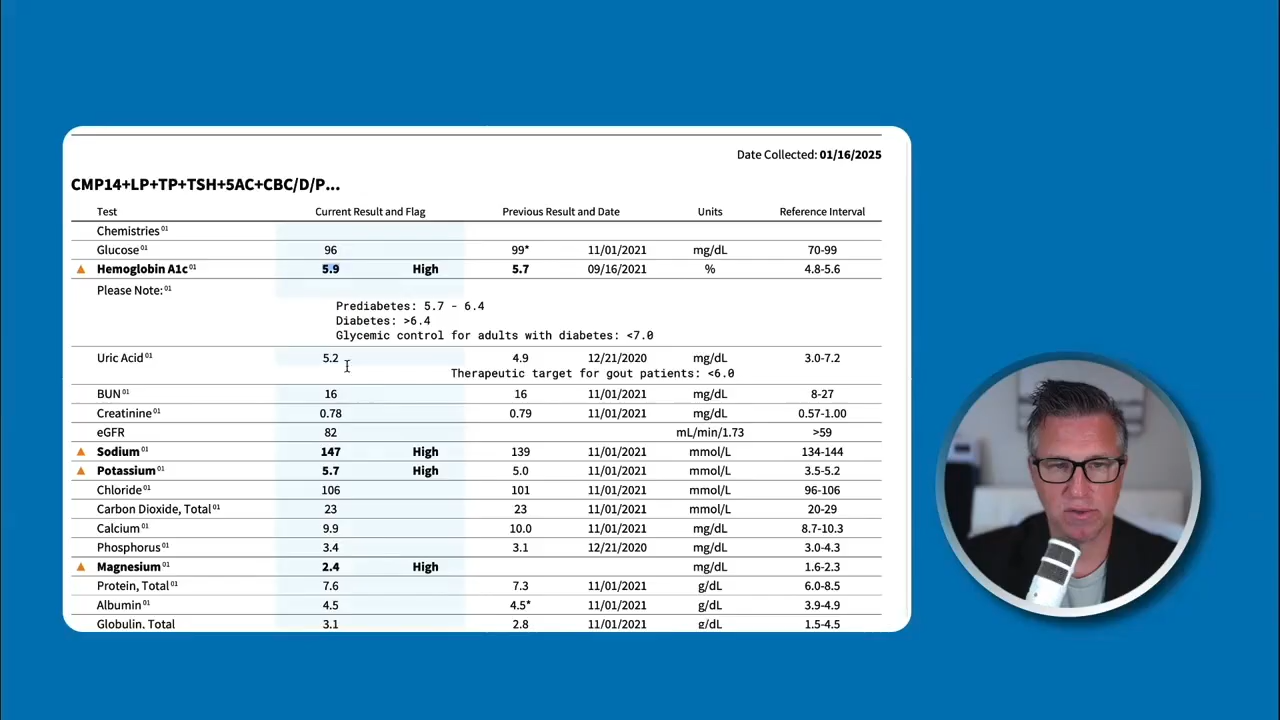 Date Collected: 01/16/2025
CMP14+LP+TP+TSH+5AC+CBC/D/P...
Test Current Result and Flag Previous Result and Date Units Reference Interval
Chemistries 01
Glucose 01 96 99* 11/01/2021 mg/dL 70-99
Hemoglobin A1c 01 5.9 High 5.7 09/16/2021 % 4.8-5.6
Please Note: 01
Prediabetes: 5.7 - 6.4
Diabetes: >6.4
Glycemic control for adults with diabetes: <7.0
Uric Acid 01 5.2 4.9 12/21/2020 mg/dL 3.0-7.2
Therapeutic target for gout patients: <6.0
BUN 01 16 16 11/01/2021 mg/dL 8-27
Creatinine 01 0.78 0.79 11/01/2021 mg/dL 0.57-1.00
eGFR 82 mL/min/1.73 >59
Sodium 01 147 High 139 11/01/2021 mmol/L 134-144
Potassium 01 5.7 High 5.0 11/01/2021 mmol/L 3.5-5.2
Chloride 01 106 101 11/01/2021 mmol/L 96-106
Carbon Dioxide, Total 01 23 23 11/01/2021 mmol/L 20-29
Calcium 01 9.9 10.0 11/01/2021 mg/dL 8.7-10.3
Phosphorus 01 3.4 3.1 12/21/2020 mg/dL 3.0-4.3
Magnesium 01 2.4 High mg/dL 1.6-2.3
Protein, Total 01 7.6 7.3 11/01/2021 g/dL 6.0-8.5
Albumin 01 4.5 4.5* 11/01/2021 g/dL 3.9-4.9
Globulin, Total 3.1 2.8 11/01/2021 g/dL 1.5-4.5